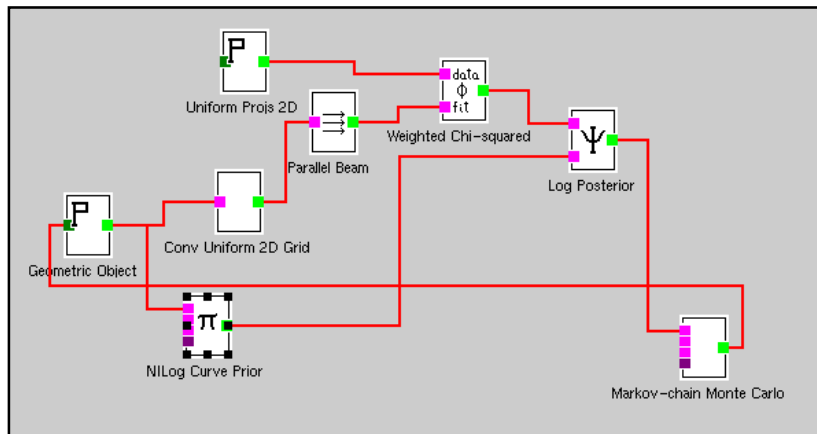 P
Uniform Projs 2D
data
ϕ
fit
Weighted Chi-squared
Parallel Beam
Ψ
Log Posterior
P
Geometric Object
Conv Uniform 2D Grid
π
NILog Curve Prior
Markov-chain Monte Carlo